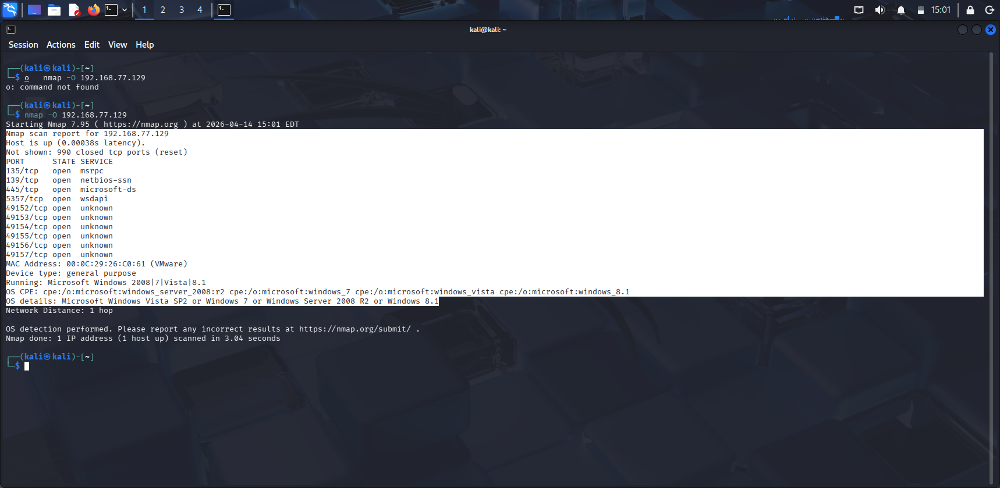 1 2 3 4 15:01
kali@kali: ~
Session Actions Edit View Help
┌──(kali㉿kali)-[~]
└─$ o   nmap -O 192.168.77.129
o: command not found
┌──(kali㉿kali)-[~]
└─$ nmap -O 192.168.77.129
Starting Nmap 7.95 ( https://nmap.org ) at 2026-04-14 15:01 EDT
Nmap scan report for 192.168.77.129
Host is up (0.00038s latency).
Not shown: 990 closed tcp ports (reset)
PORT      STATE SERVICE
135/tcp   open  msrpc
139/tcp   open  netbios-ssn
445/tcp   open  microsoft-ds
5357/tcp  open  wsdapi
49152/tcp open  unknown
49153/tcp open  unknown
49154/tcp open  unknown
49155/tcp open  unknown
49156/tcp open  unknown
49157/tcp open  unknown
MAC Address: 00:0C:29:26:C0:61 (VMware)
Device type: general purpose
Running: Microsoft Windows 2008|7|Vista|8.1
OS CPE: cpe:/o:microsoft:windows_server_2008:r2 cpe:/o:microsoft:windows_7 cpe:/o:microsoft:windows_vista cpe:/o:microsoft:windows_8.1
OS details: Microsoft Windows Vista SP2 or Windows 7 or Windows Server 2008 R2 or Windows 8.1
Network Distance: 1 hop
OS detection performed. Please report any incorrect results at https://nmap.org/submit/ .
Nmap done: 1 IP address (1 host up) scanned in 3.04 seconds
┌──(kali㉿kali)-[~]
└─$